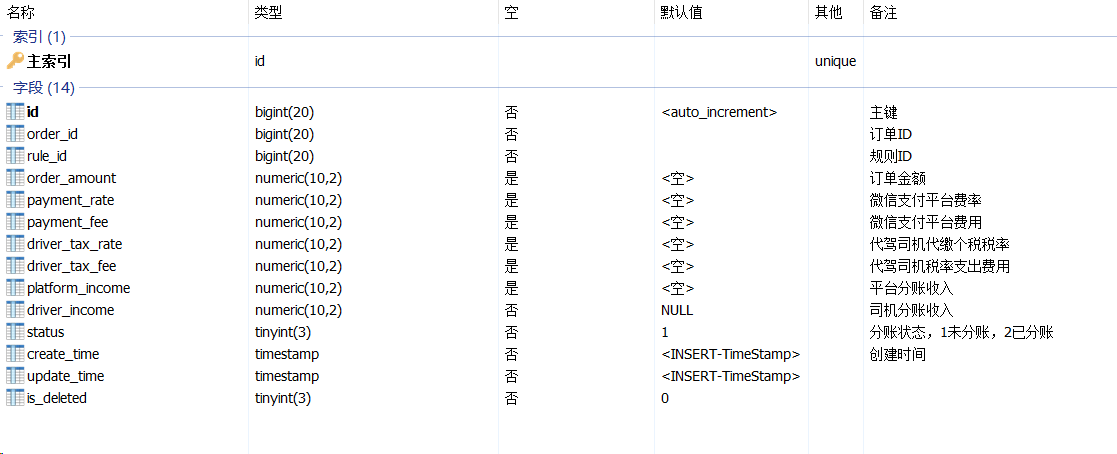 名称 类型 空 默认值 其他 备注
索引 (1)
主索引 id unique
字段 (14)
id bigint(20) 否 <auto_increment> 主键
order_id bigint(20) 否 订单ID
rule_id bigint(20) 否 规则ID
order_amount numeric(10,2) 是 <空> 订单金额
payment_rate numeric(10,2) 是 <空> 微信支付平台费率
payment_fee numeric(10,2) 是 <空> 微信支付平台费用
driver_tax_rate numeric(10,2) 是 <空> 代驾司机代缴个税税率
driver_tax_fee numeric(10,2) 是 <空> 代驾司机税率支出费用
platform_income numeric(10,2) 是 <空> 平台分账收入
driver_income numeric(10,2) 否 NULL 司机分账收入
status tinyint(3) 否 1 分账状态，1未分账，2已分账
create_time timestamp 否 <INSERT-TimeStamp> 创建时间
update_time timestamp 否 <INSERT-TimeStamp>
is_deleted tinyint(3) 否 0